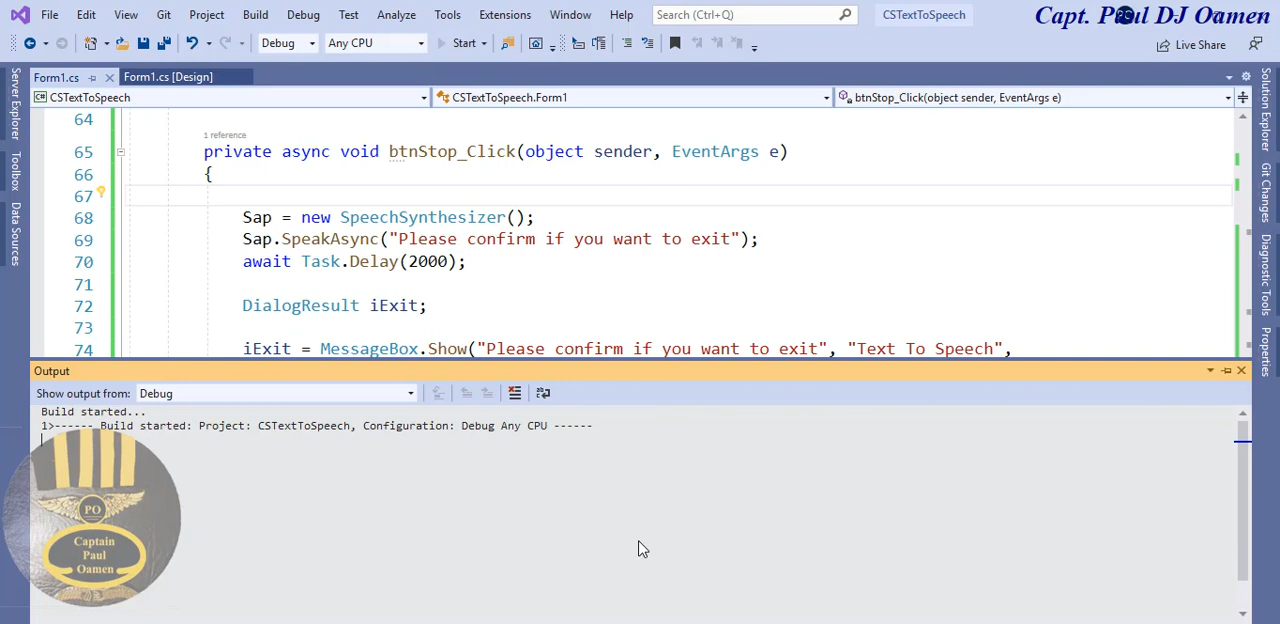 File Edit View Git Project Build Debug Test Analyze Tools Extensions Window Help Search (Ctrl+Q) CSTextToSpeech Capt. Paul DJ Oamen
Debug Any CPU Start Live Share
Form1.cs Form1.cs [Design]
CSTextToSpeech CSTextToSpeech.Form1 btnStop_Click(object sender, EventArgs e)
64
1 reference
65 private async void btnStop_Click(object sender, EventArgs e)
66 {
67
68 Sap = new SpeechSynthesizer();
69 Sap.SpeakAsync("Please confirm if you want to exit");
70 await Task.Delay(2000);
71
72 DialogResult iExit;
73
74 iExit = MessageBox.Show("Please confirm if you want to exit", "Text To Speech",
Server Explorer
Toolbox
Data Sources
Solution Explorer
Git Changes
Diagnostic Tools
Properties
Output
Show output from: Debug
Build started...
1>------ Build started: Project: CSTextToSpeech, Configuration: Debug Any CPU ------
PO
Captain
Paul
Oamen